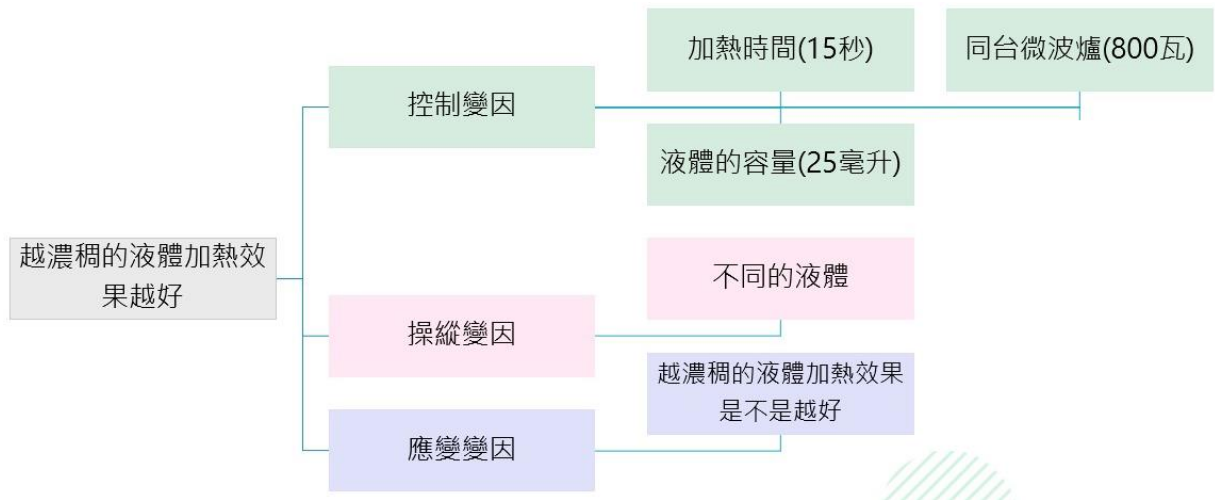 越濃稠的液體加熱效
果越好
控制變因
加熱時間(15秒)
同台微波爐(800瓦)
液體的容量(25毫升)
操縱變因
不同的液體
應變變因
越濃稠的液體加熱效果
是不是越好